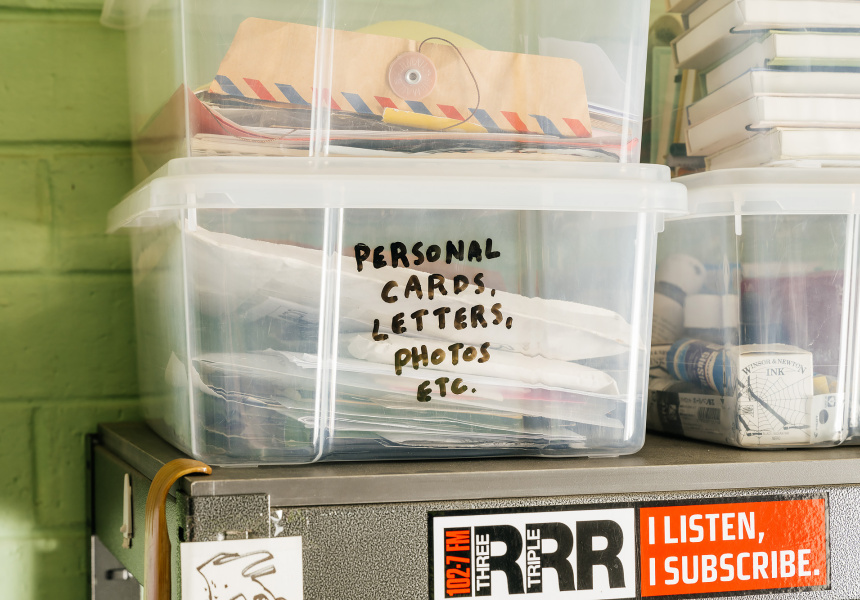 PERSONAL
CARDS,
LETTERS,
PHOTOS
ETC.
WINSOR & NEWTON
INK
102·7 FM
THREE
RRR
TRIPLE
I LISTEN,
I SUBSCRIBE.